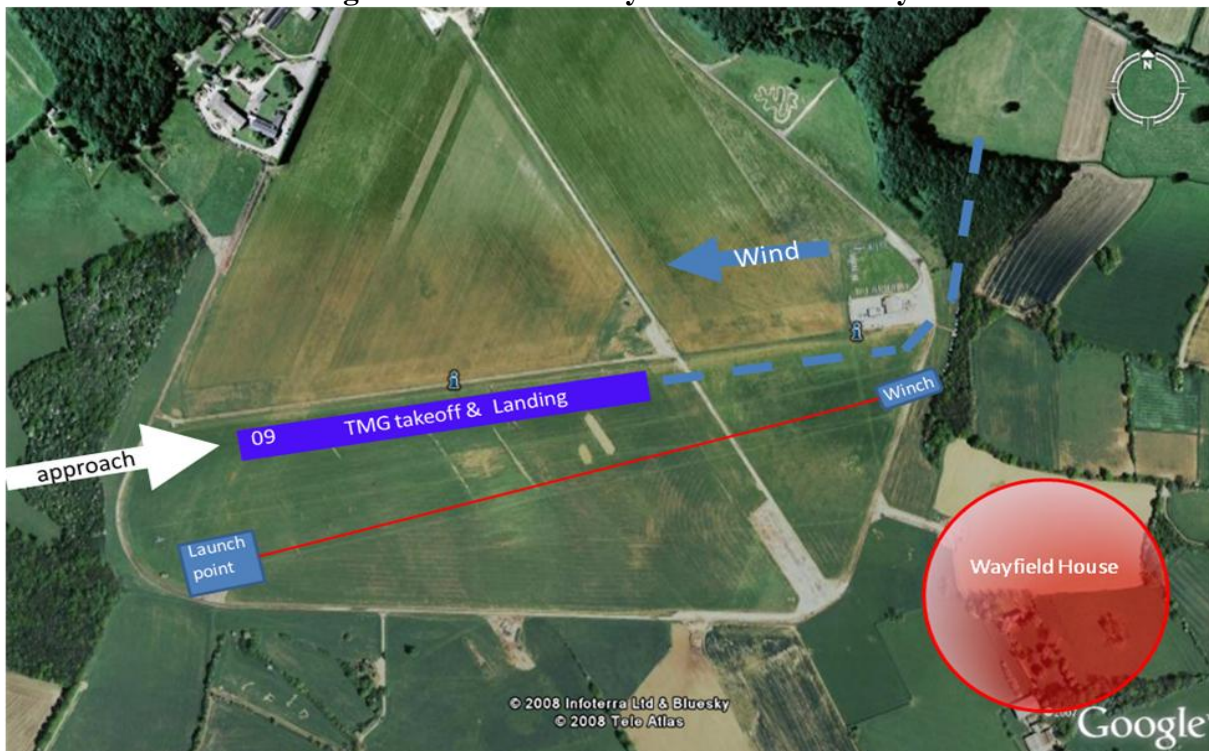 N
Wind
Winch
09 TMG takeoff & Landing
approach
Launch
point
Wayfield House
© 2008 Infoterra Ltd & Bluesky
© 2008 Tele Atlas
Google